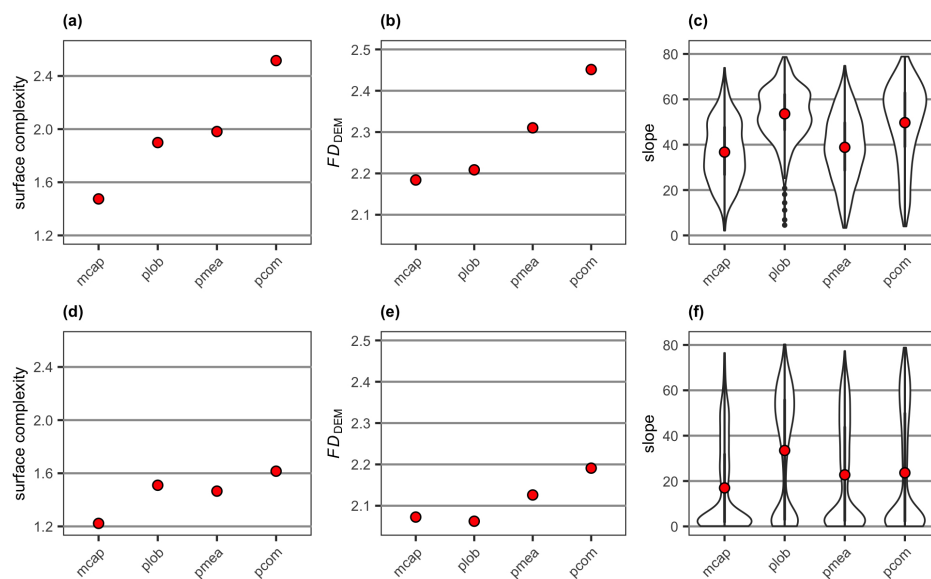 (a)
surface complexity
2.4
2.0
1.6
1.2
mcap
plob
pmea
pcom
(b)
FD_DEM
2.5
2.4
2.3
2.2
2.1
mcap
plob
pmea
pcom
(c)
slope
80
60
40
20
0
mcap
plob
pmea
pcom
(d)
surface complexity
2.4
2.0
1.6
1.2
mcap
plob
pmea
pcom
(e)
FD_DEM
2.5
2.4
2.3
2.2
2.1
mcap
plob
pmea
pcom
(f)
slope
80
60
40
20
0
mcap
plob
pmea
pcom